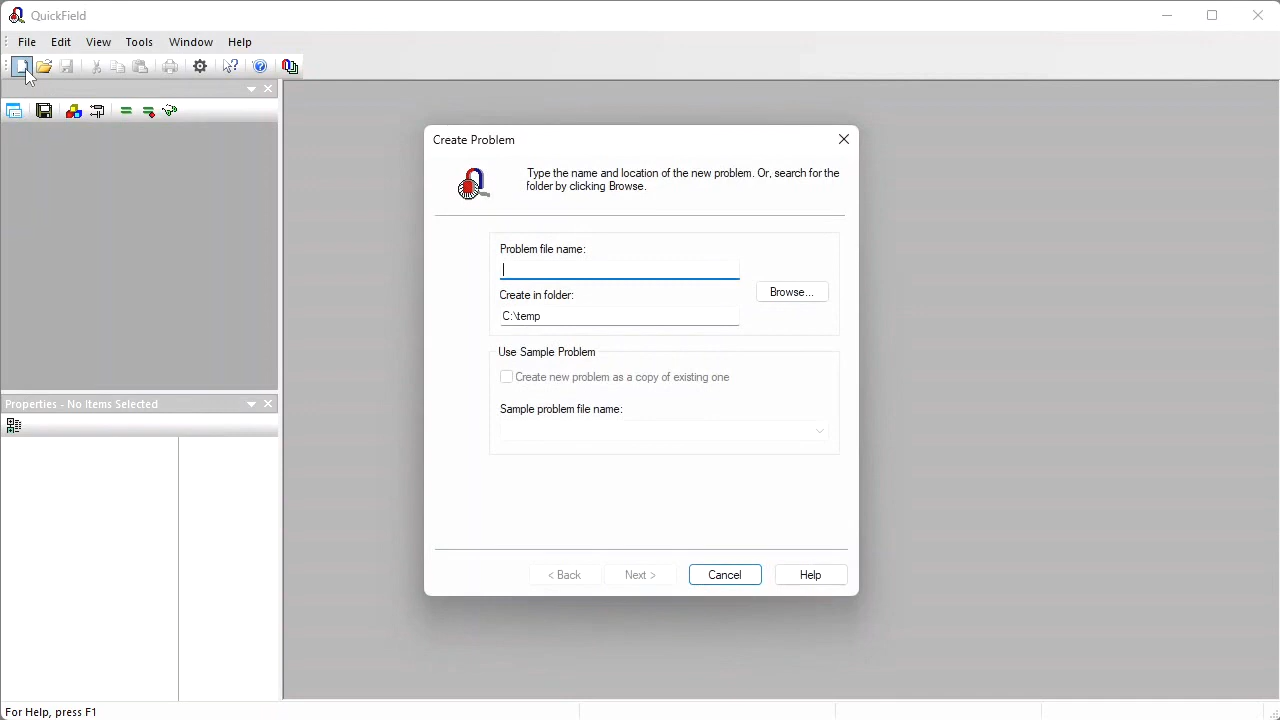 QuickField
File Edit View Tools Window Help
Create Problem
Type the name and location of the new problem. Or, search for the
folder by clicking Browse.
Problem file name:
Browse...
Create in folder:
C:\temp
Use Sample Problem
Create new problem as a copy of existing one
Properties - No Items Selected
Sample problem file name:
< Back Next > Cancel Help
For Help, press F1